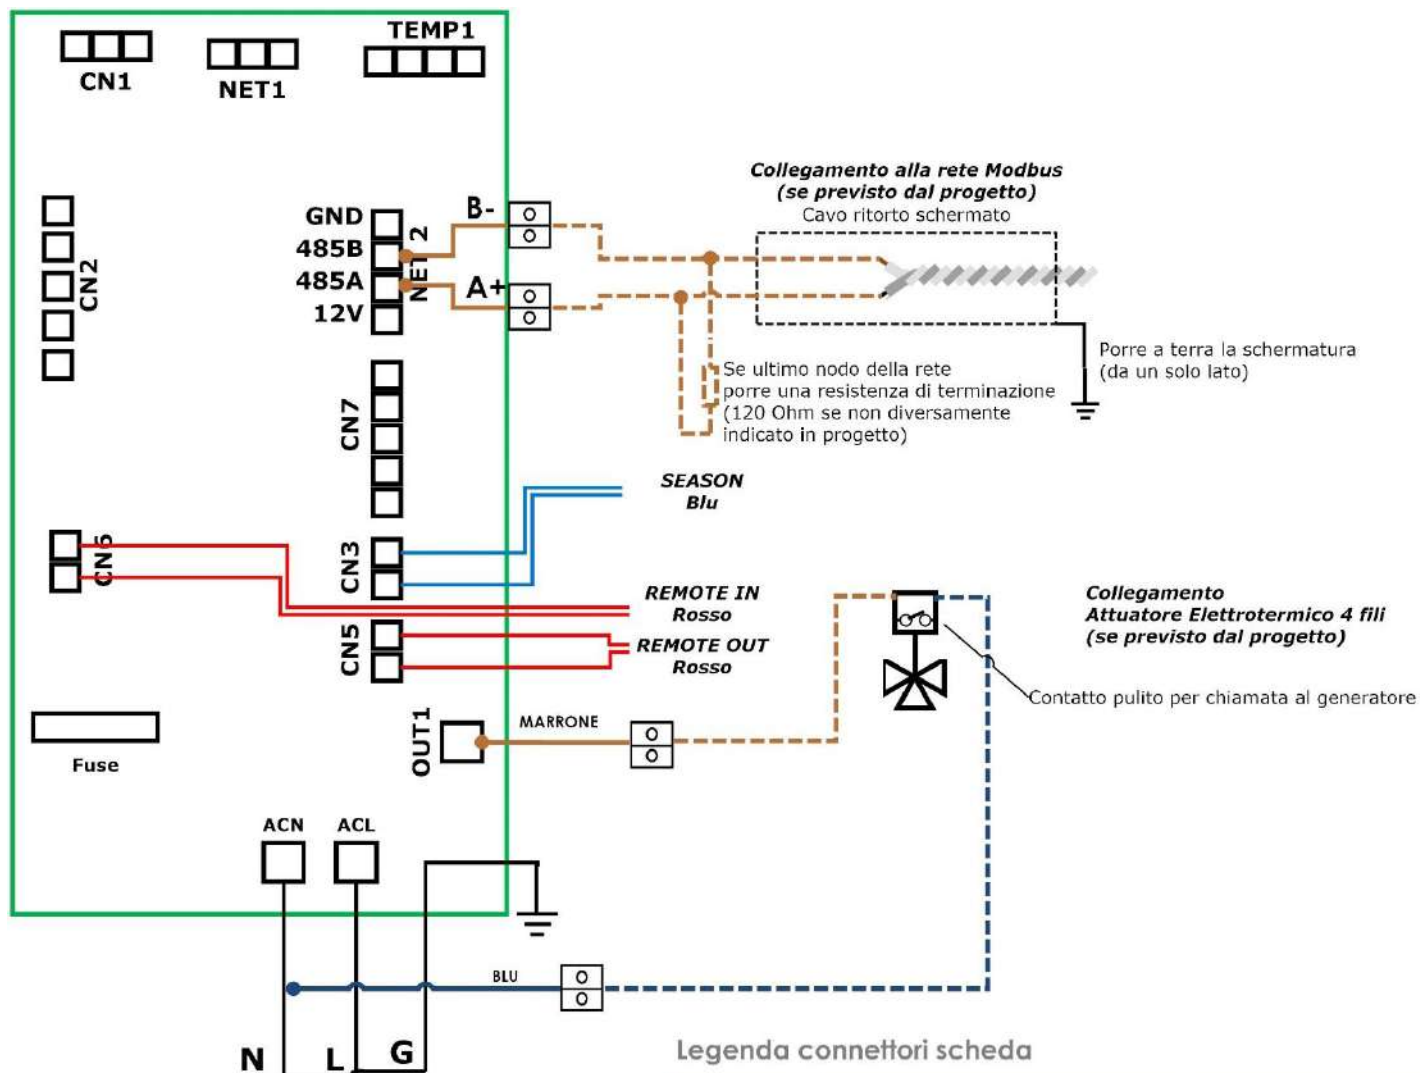 TEMP1
CN1
NET1
Collegamento alla rete Modbus
(se previsto dal progetto)
Cavo ritorto schermato
B-
GND
485B
485A
12V
NET2
A+
CN2
Porre a terra la schermatura
(da un solo lato)
Se ultimo nodo della rete
porre una resistenza di terminazione
(120 Ohm se non diversamente
indicato in progetto)
CN7
SEASON
Blu
CN6
CN3
REMOTE IN
Rosso
Collegamento
Attuatore Elettrotermico 4 fili
(se previsto dal progetto)
CN5
REMOTE OUT
Rosso
Contatto pulito per chiamata al generatore
OUT1
MARRONE
Fuse
ACN
ACL
BLU
N
L
G
Legenda connettori scheda